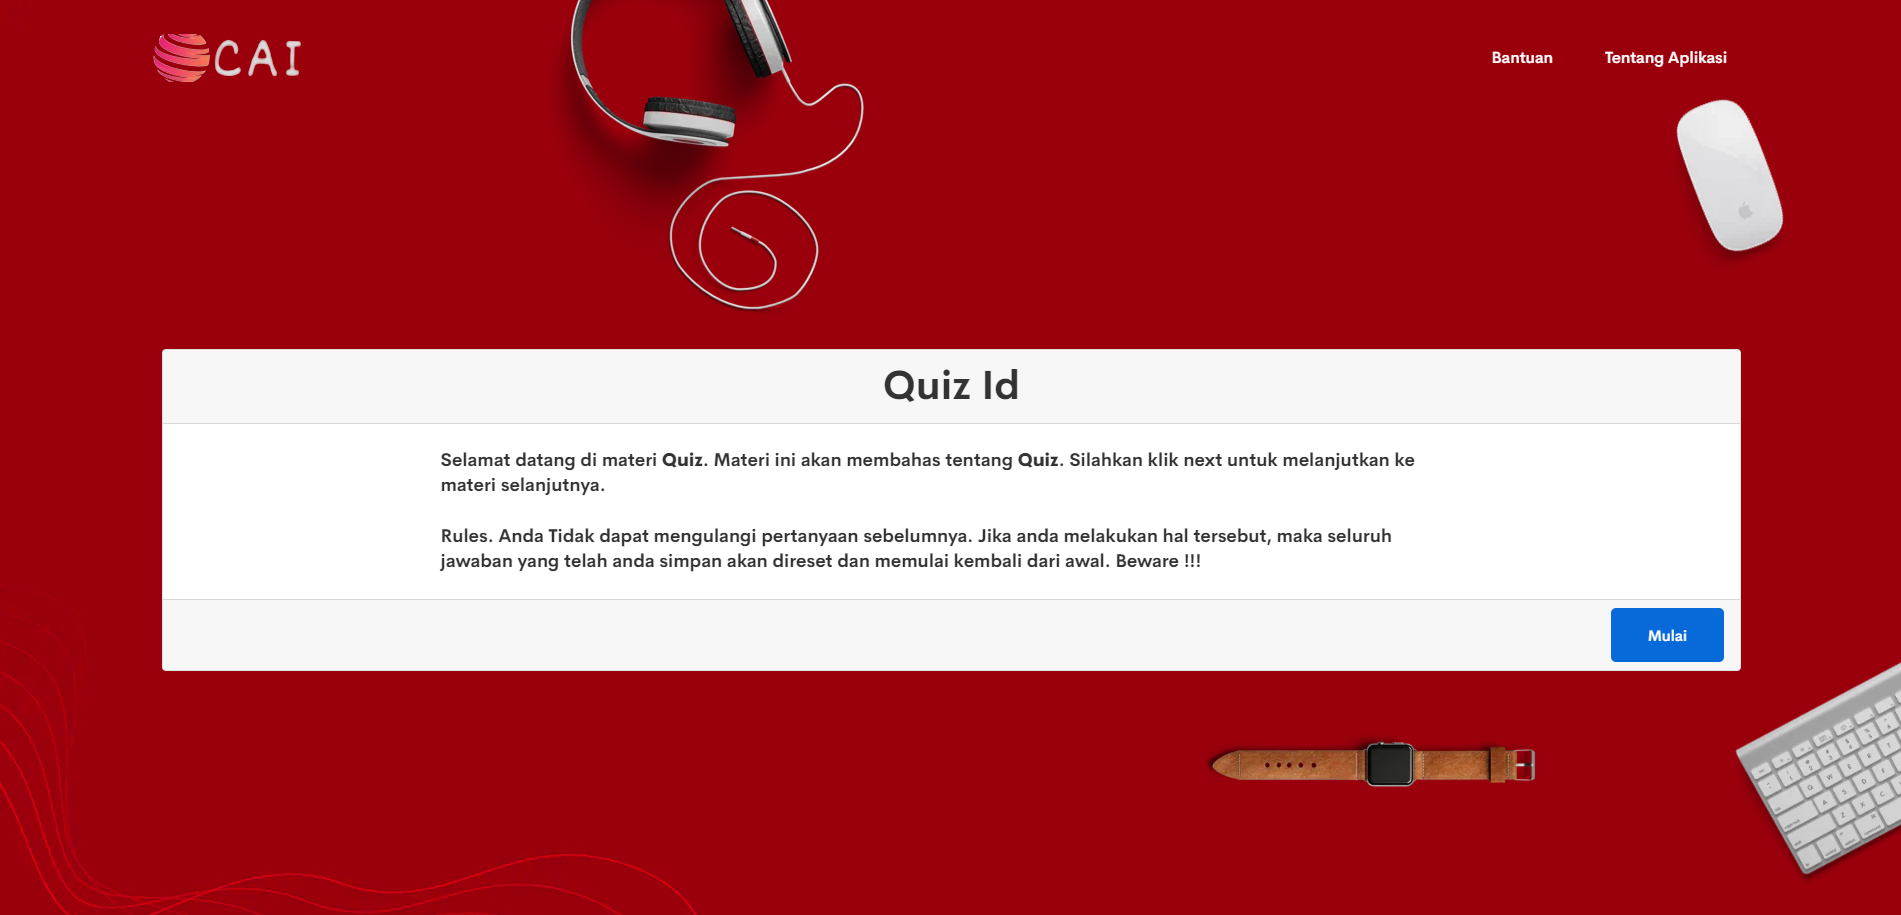 CAI
Bantuan
Tentang Aplikasi
Quiz Id
Selamat datang di materi Quiz. Materi ini akan membahas tentang Quiz. Silahkan klik next untuk melanjutkan ke
materi selanjutnya.
Rules. Anda Tidak dapat mengulangi pertanyaan sebelumnya. Jika anda melakukan hal tersebut, maka seluruh
jawaban yang telah anda simpan akan direset dan memulai kembali dari awal. Beware !!!
Mulai